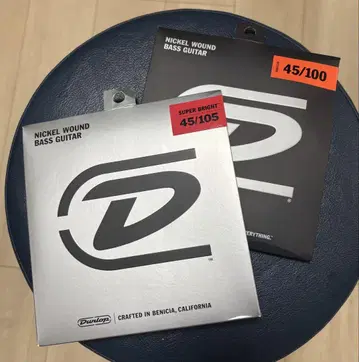 NICKEL WOUND
BASS GUITAR
45/100
NICKEL WOUND
BASS GUITAR
SUPER BRIGHT
45/105
D
EVERYTHING.
Dunlop
CRAFTED IN BENICIA, CALIFORNIA